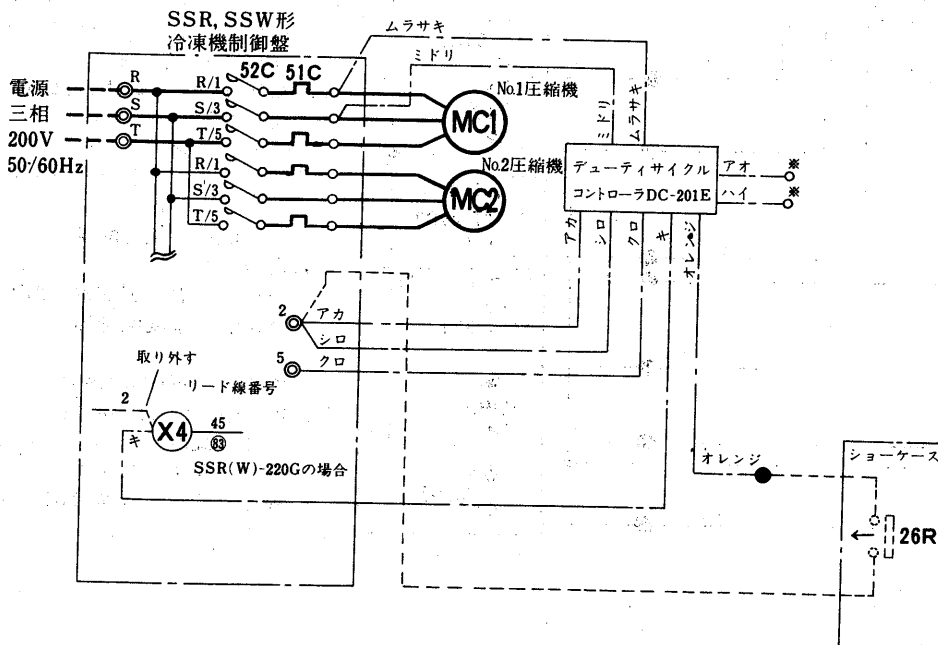 SSR, SSW形
冷凍機制御盤
ムラサキ
ミドリ
52C 51C
電源
三相
200V
50/60Hz
R
S
T
R/1
S/3
T/5
R/1
S/3
T/5
No.1圧縮機
MC1
No.2圧縮機
MC2
ミドリ
ムラサキ
デューティサイクル
コントローラDC-201E
アオ
※
ハイ
※
アカ
シロ
クロ
キ
オレンジ
2
アカ
シロ
5
クロ
取り外す
リード線番号
2
X4
キ
45
83
SSR(W)-220Gの場合
オレンジ
ショーケース
26R